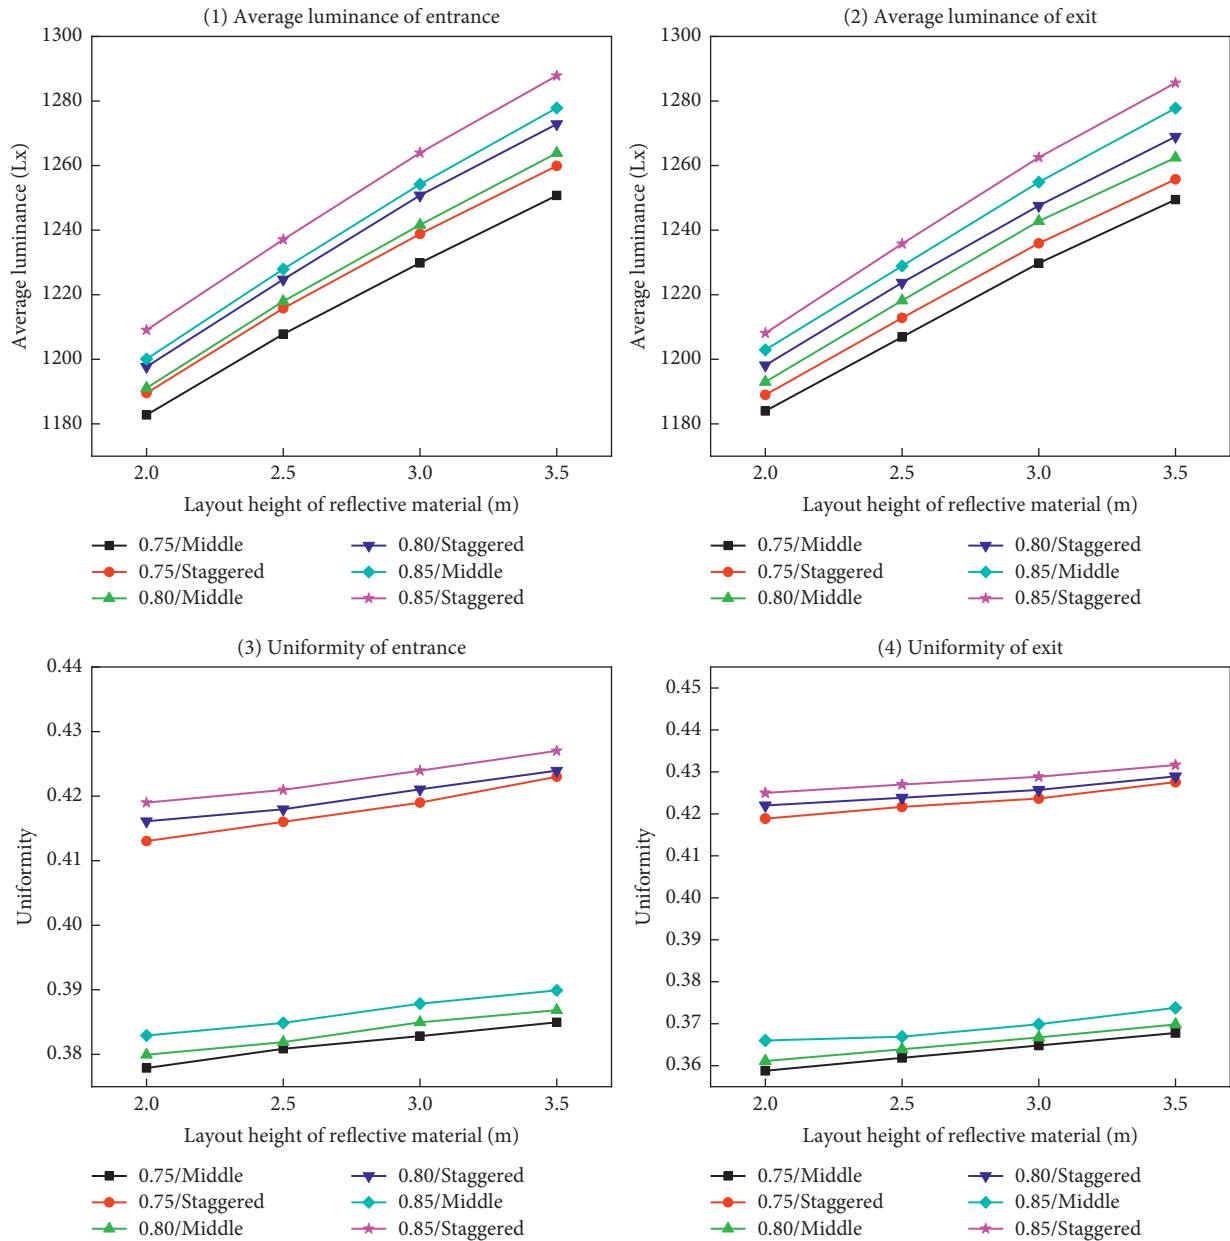 (1) Average luminance of entrance
1300
1280
1260
1240
1220
1200
1180
Average luminance (Lx)
2.0 2.5 3.0 3.5
Layout height of reflective material (m)
0.75/Middle
0.75/Staggered
0.80/Middle
0.80/Staggered
0.85/Middle
0.85/Staggered
(2) Average luminance of exit
1300
1280
1260
1240
1220
1200
1180
Average luminance (Lx)
2.0 2.5 3.0 3.5
Layout height of reflective material (m)
0.75/Middle
0.75/Staggered
0.80/Middle
0.80/Staggered
0.85/Middle
0.85/Staggered
(3) Uniformity of entrance
0.44
0.43
0.42
0.41
0.40
0.39
0.38
Uniformity
2.0 2.5 3.0 3.5
Layout height of reflective material (m)
0.75/Middle
0.75/Staggered
0.80/Middle
0.80/Staggered
0.85/Middle
0.85/Staggered
(4) Uniformity of exit
0.45
0.44
0.43
0.42
0.41
0.40
0.39
0.38
0.37
0.36
Uniformity
2.0 2.5 3.0 3.5
Layout height of reflective material (m)
0.75/Middle
0.75/Staggered
0.80/Middle
0.80/Staggered
0.85/Middle
0.85/Staggered